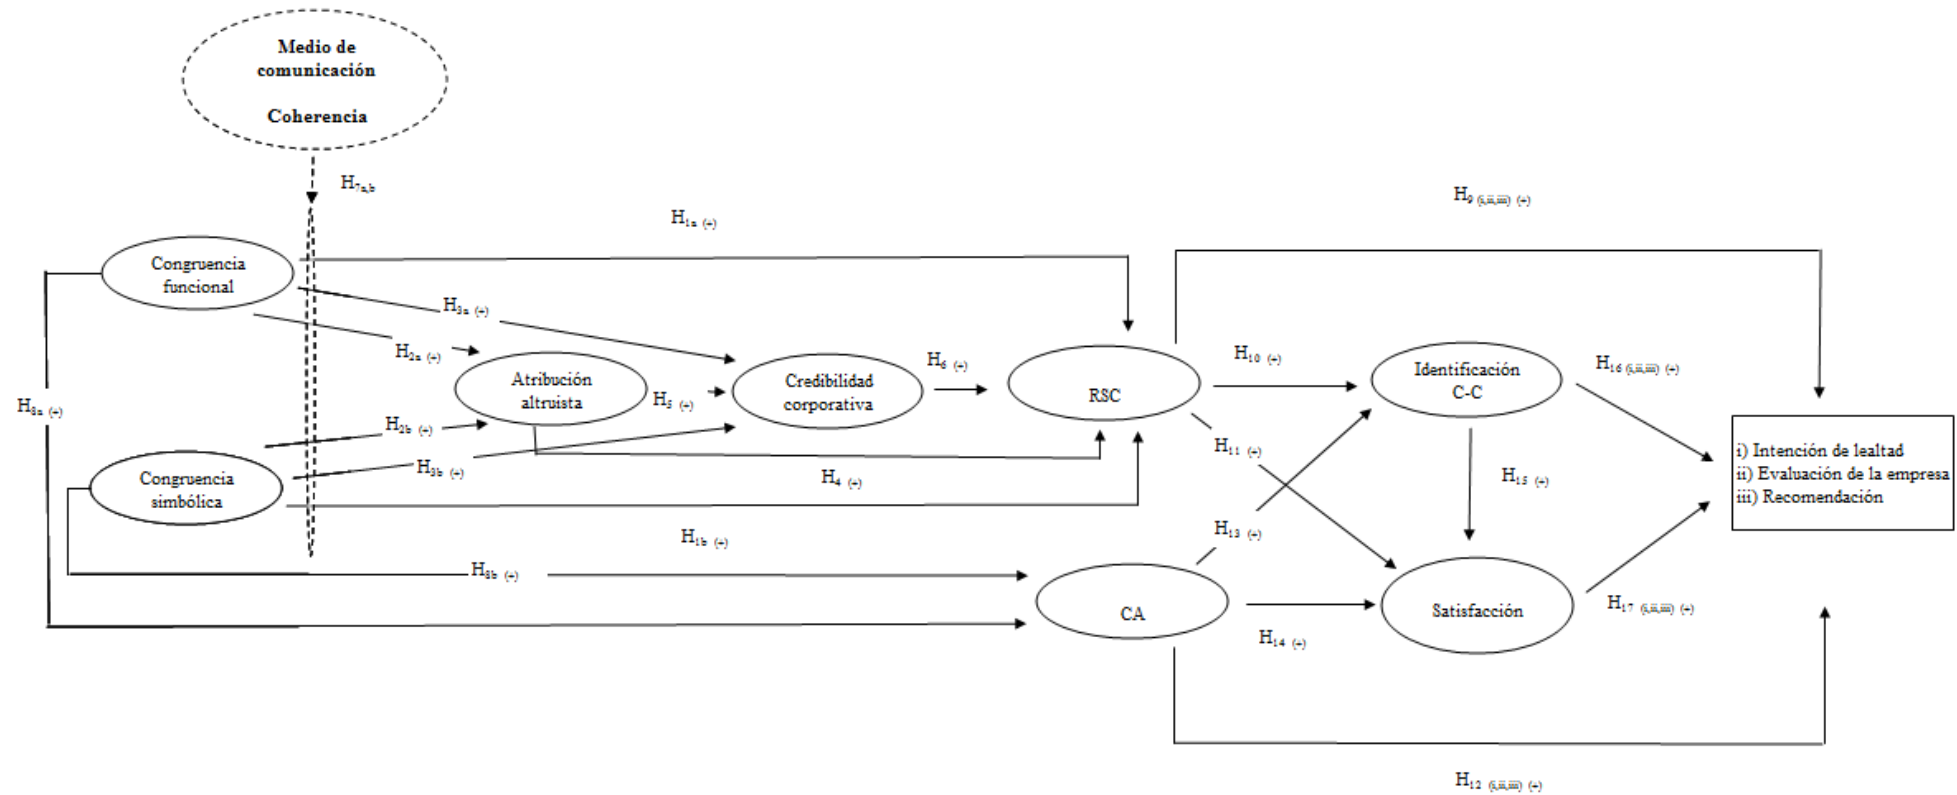 Medio de
comunicación
Coherencia
H7a,b
H9 (i,ii,iii) (+)
H1a (+)
Congruencia
funcional
H3a (+)
H2a (+)
H6 (+)
H10 (+)
H16 (i,ii,iii) (+)
Identificación
C-C
Atribución
altruista
Credibilidad
corporativa
RSC
H5 (+)
H8a (+)
H2b (+)
H3b (+)
H4 (+)
H11 (+)
H15 (+)
i) Intención de lealtad
ii) Evaluación de la empresa
iii) Recomendación
Congruencia
simbólica
H1b (+)
H13 (+)
H8b (+)
CA
Satisfacción
H14 (+)
H17 (i,ii,iii) (+)
H12 (i,ii,iii) (+)